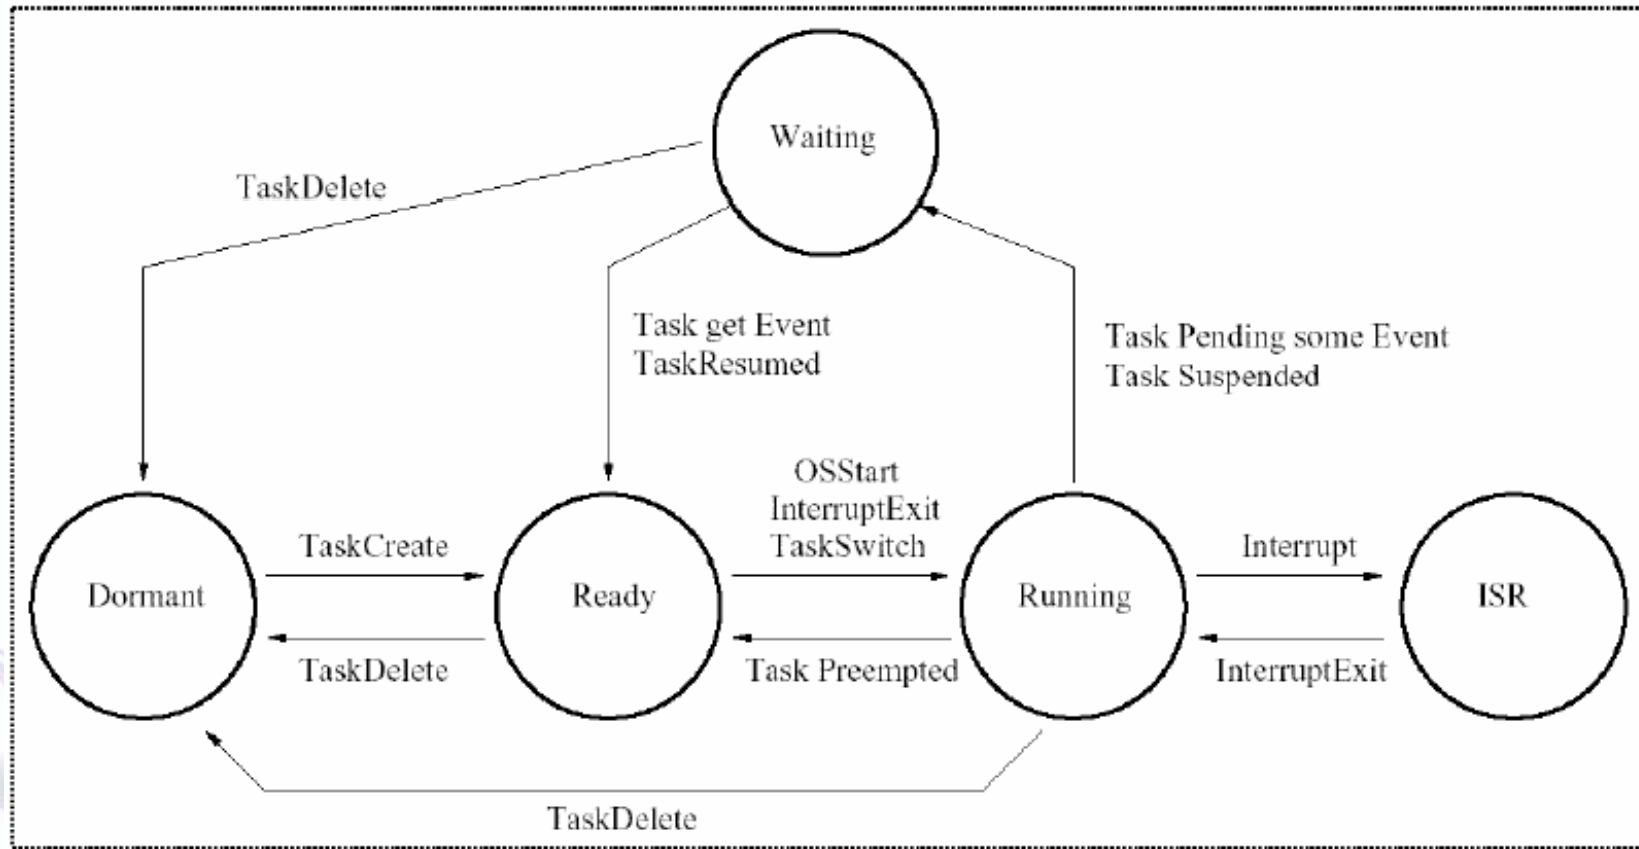 Waiting
TaskDelete
Task get Event
TaskResumed
Task Pending some Event
Task Suspended
OSStart
InterruptExit
TaskSwitch
TaskCreate
Interrupt
Dormant
Ready
Running
ISR
TaskDelete
Task Preempted
InterruptExit
TaskDelete